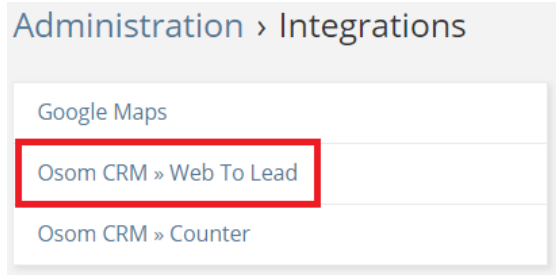 Administration › Integrations
Google Maps
Osom CRM » Web To Lead
Osom CRM » Counter